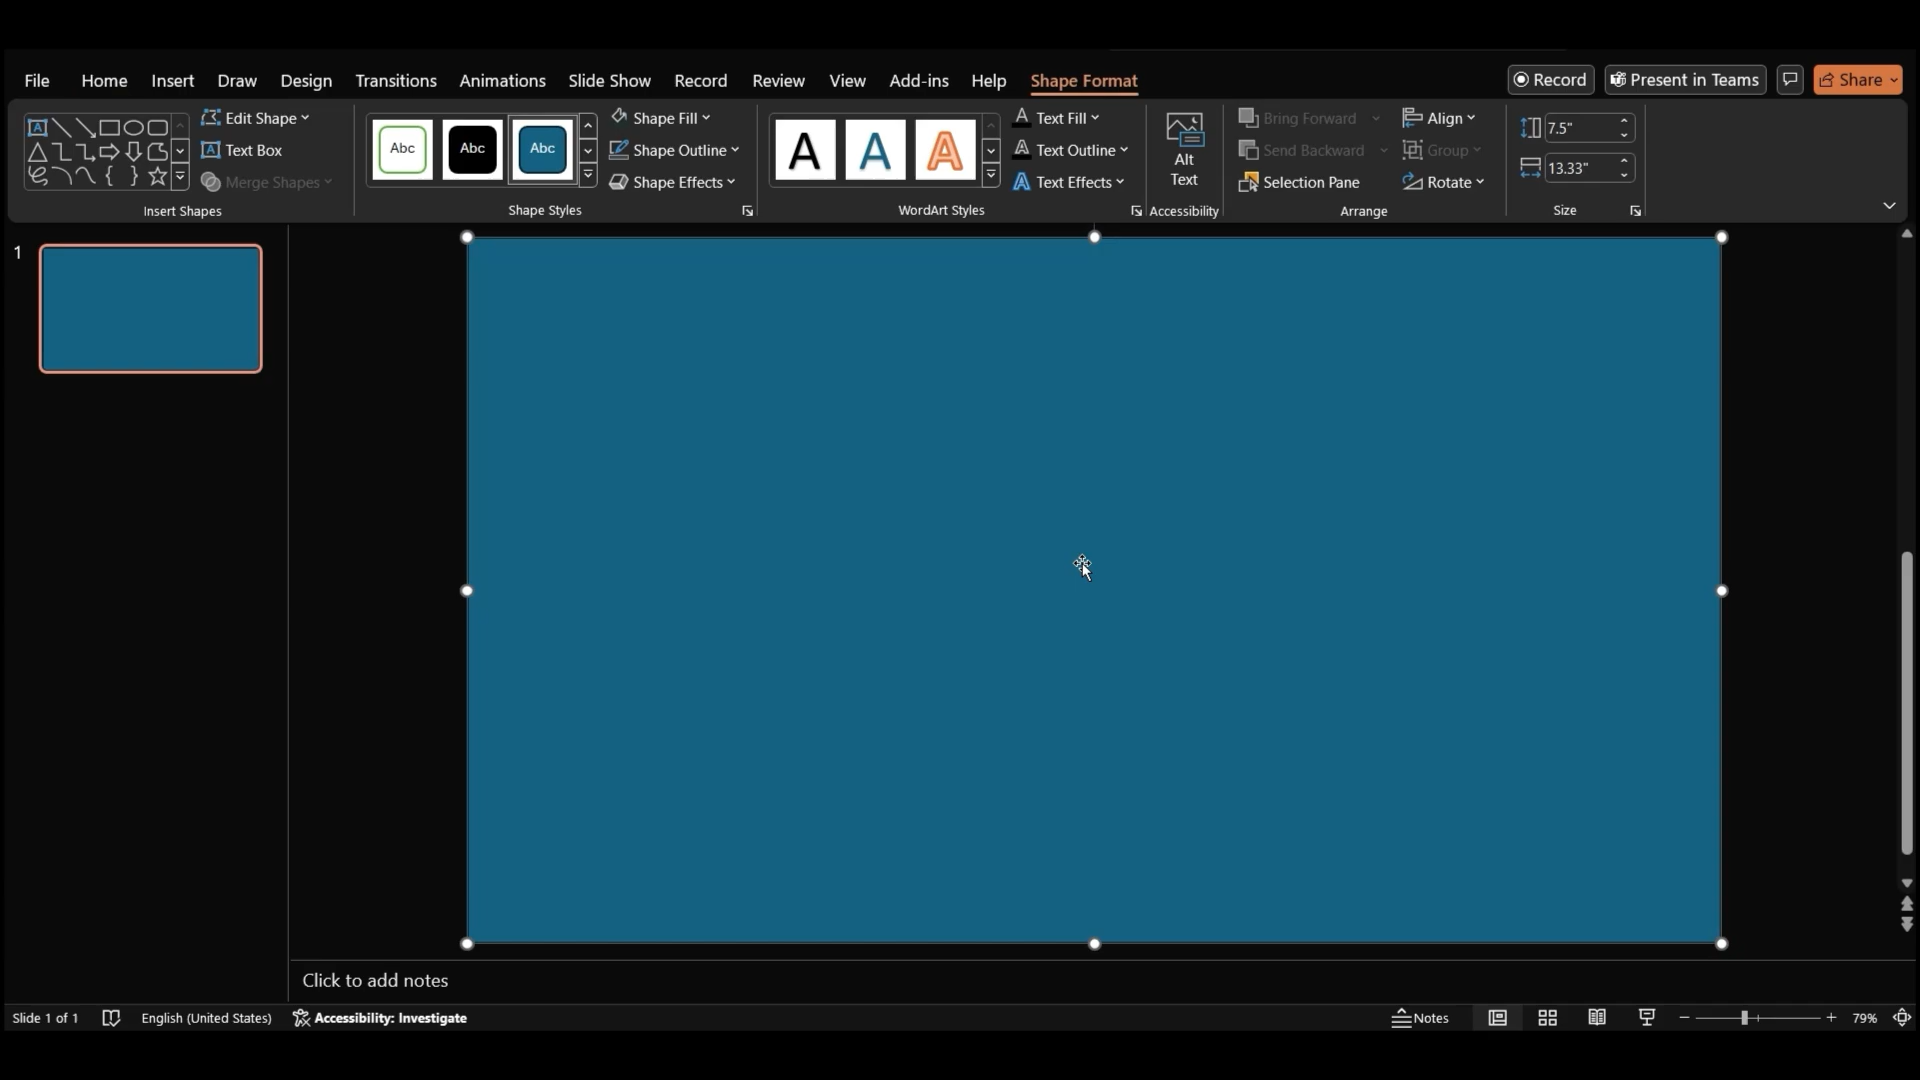 File Home Insert Draw Design Transitions Animations Slide Show Record Review View Add-ins Help Shape Format Record Present in Teams Share
Edit Shape Shape Fill Text Fill Bring Forward Align 7.5"
Abc Abc Abc A A A
Text Box Shape Outline Text Outline Alt Text Send Backward Group
Merge Shapes Shape Effects Text Effects Selection Pane Rotate 13.33"
Insert Shapes Shape Styles WordArt Styles Accessibility Arrange Size
1
Click to add notes
Slide 1 of 1 English (United States) Accessibility: Investigate Notes 79%